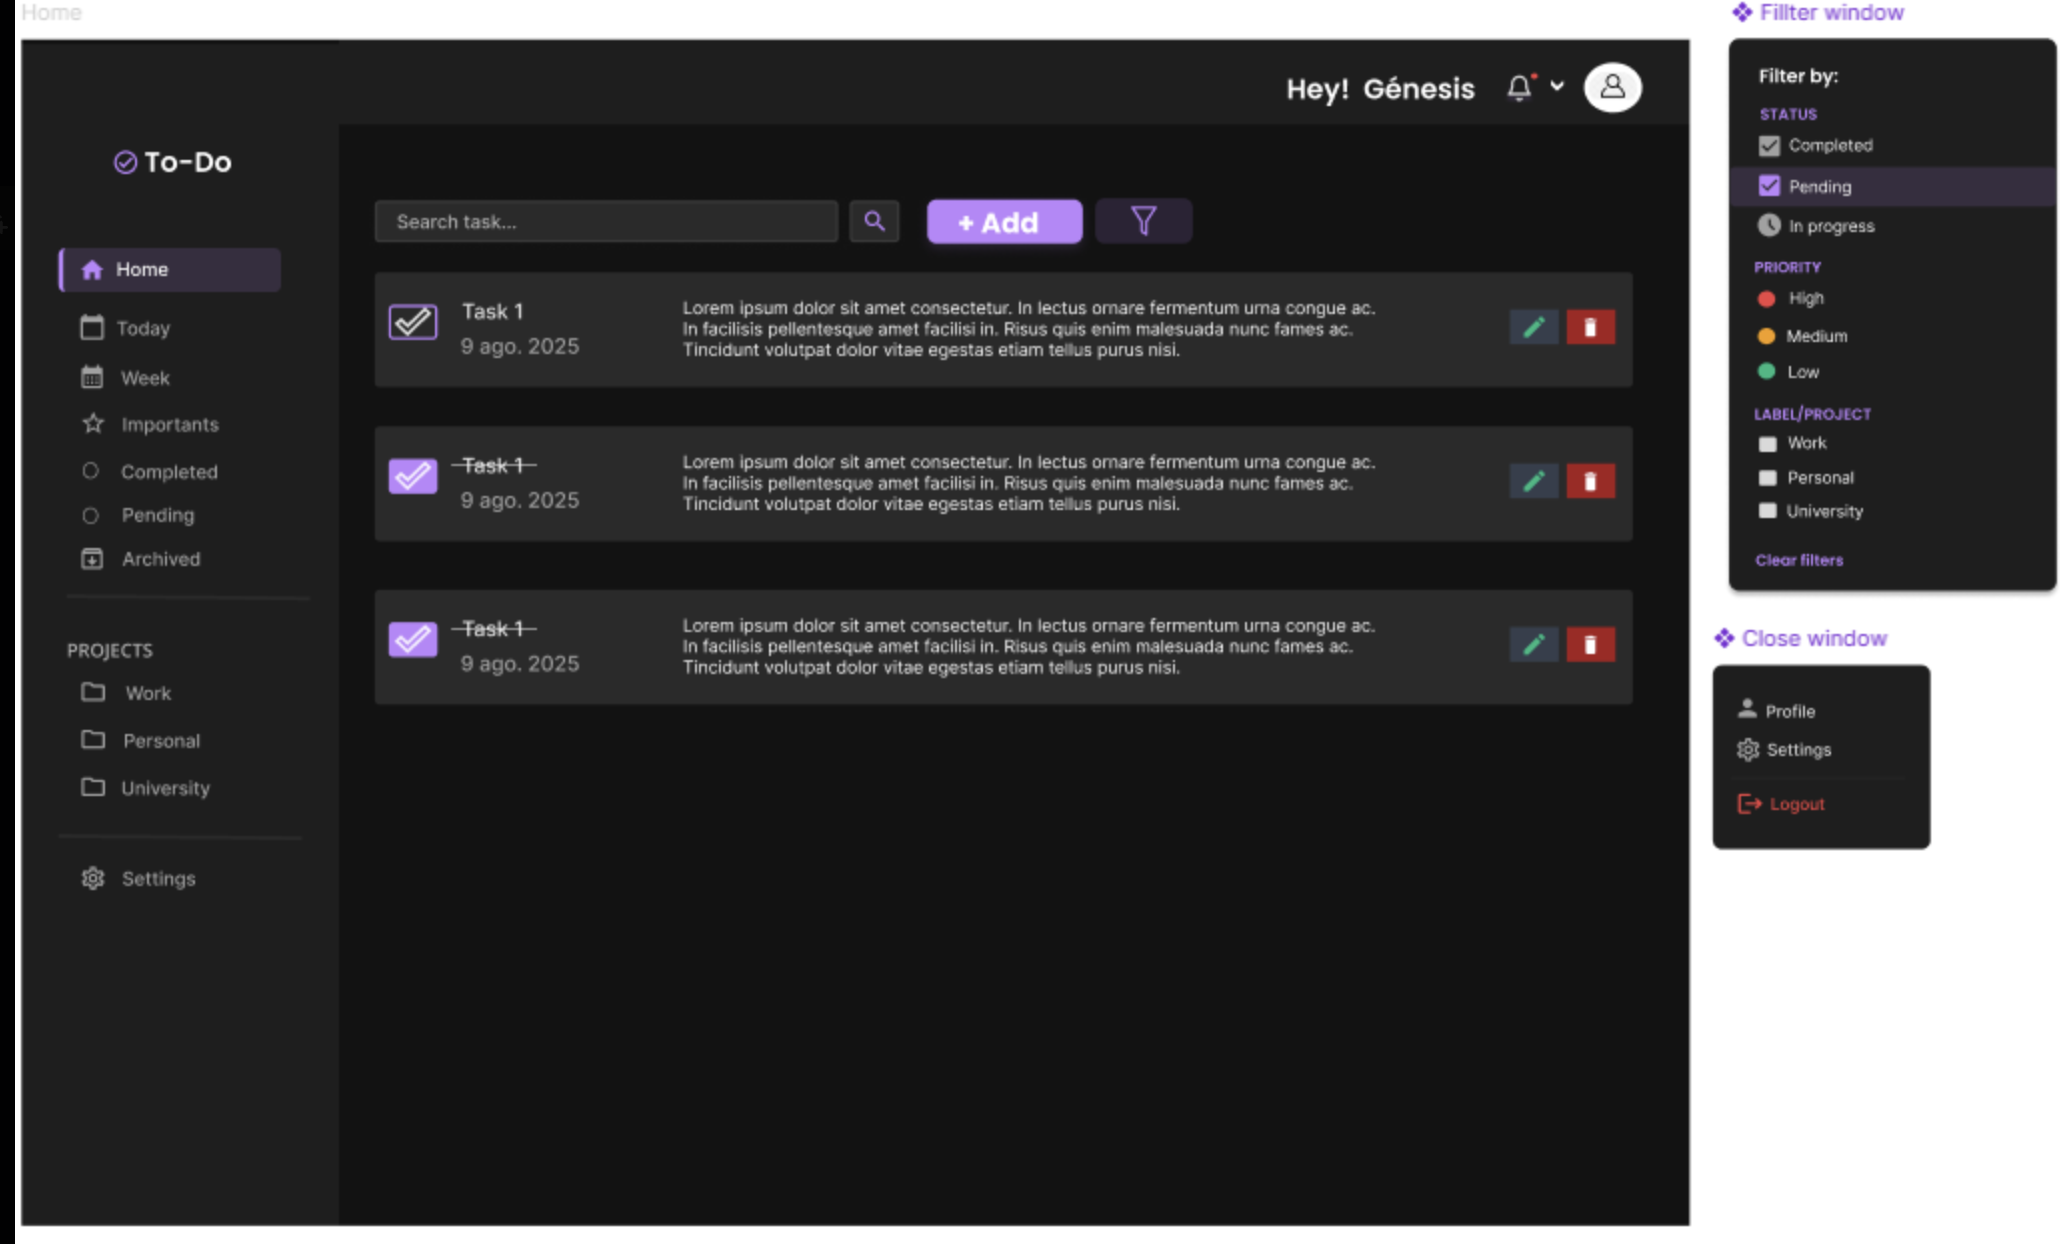 Home
Hey! Génesis
To-Do
Home
Today
Week
Importants
Completed
Pending
Archived
PROJECTS
Work
Personal
University
Settings
Search task...
+ Add
Task 1
9 ago. 2025
Lorem ipsum dolor sit amet consectetur. In lectus ornare fermentum urna congue ac.
In facilisis pellentesque amet facilisi in. Risus quis enim malesuada nunc fames ac.
Tincidunt volutpat dolor vitae egestas etiam tellus purus nisi.
Task 1
9 ago. 2025
Lorem ipsum dolor sit amet consectetur. In lectus ornare fermentum urna congue ac.
In facilisis pellentesque amet facilisi in. Risus quis enim malesuada nunc fames ac.
Tincidunt volutpat dolor vitae egestas etiam tellus purus nisi.
Task 1
9 ago. 2025
Lorem ipsum dolor sit amet consectetur. In lectus ornare fermentum urna congue ac.
In facilisis pellentesque amet facilisi in. Risus quis enim malesuada nunc fames ac.
Tincidunt volutpat dolor vitae egestas etiam tellus purus nisi.
Fillter window
Filter by:
STATUS
Completed
Pending
In progress
PRIORITY
High
Medium
Low
LABEL/PROJECT
Work
Personal
University
Clear filters
Close window
Profile
Settings
Logout